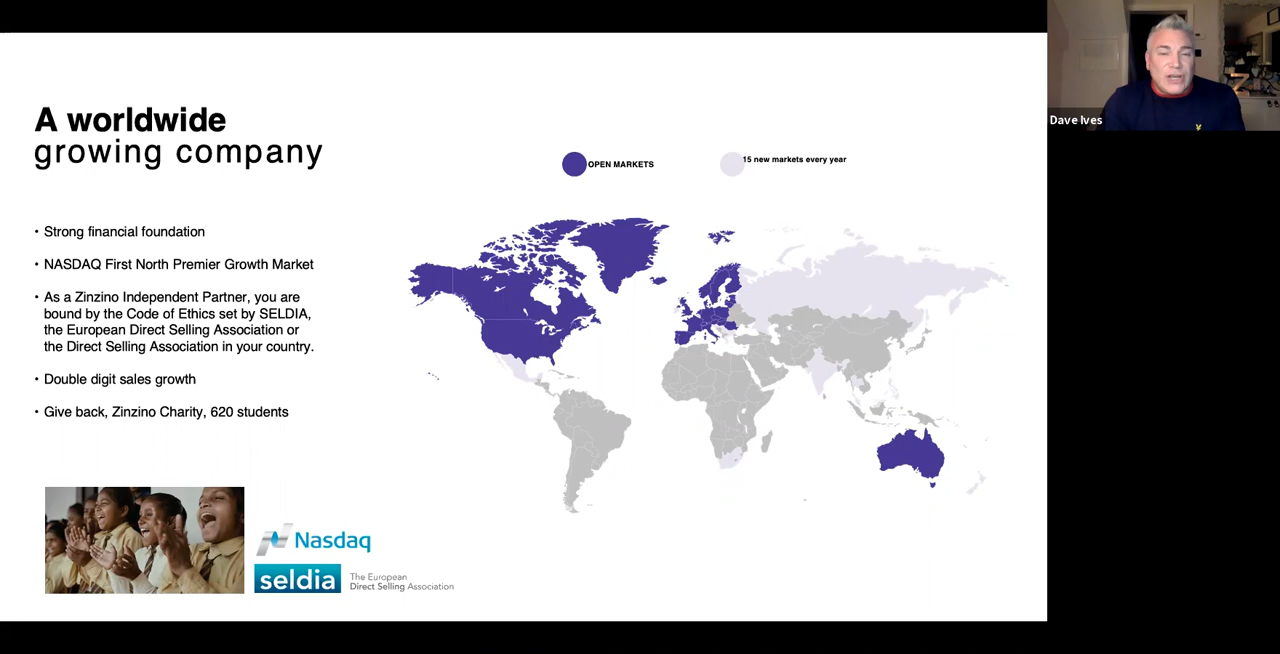 A worldwide
growing company
OPEN MARKETS
15 new markets every year
• Strong financial foundation
• NASDAQ First North Premier Growth Market
• As a Zinzino Independent Partner, you are
bound by the Code of Ethics set by SELDIA,
the European Direct Selling Association or
the Direct Selling Association in your country.
• Double digit sales growth
• Give back, Zinzino Charity, 620 students
Nasdaq
seldia
The European
Direct Selling Association
Dave Ives